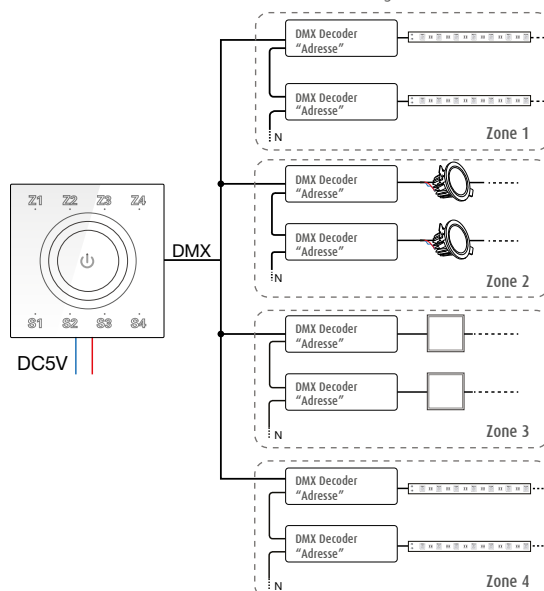 DMX Decoder
"Adresse"
DMX Decoder
"Adresse"
N
Zone 1
Z1 Z2 Z3 Z4
S1 S2 S3 S4
DMX
DC5V
DMX Decoder
"Adresse"
DMX Decoder
"Adresse"
N
Zone 2
DMX Decoder
"Adresse"
DMX Decoder
"Adresse"
N
Zone 3
DMX Decoder
"Adresse"
DMX Decoder
"Adresse"
N
Zone 4